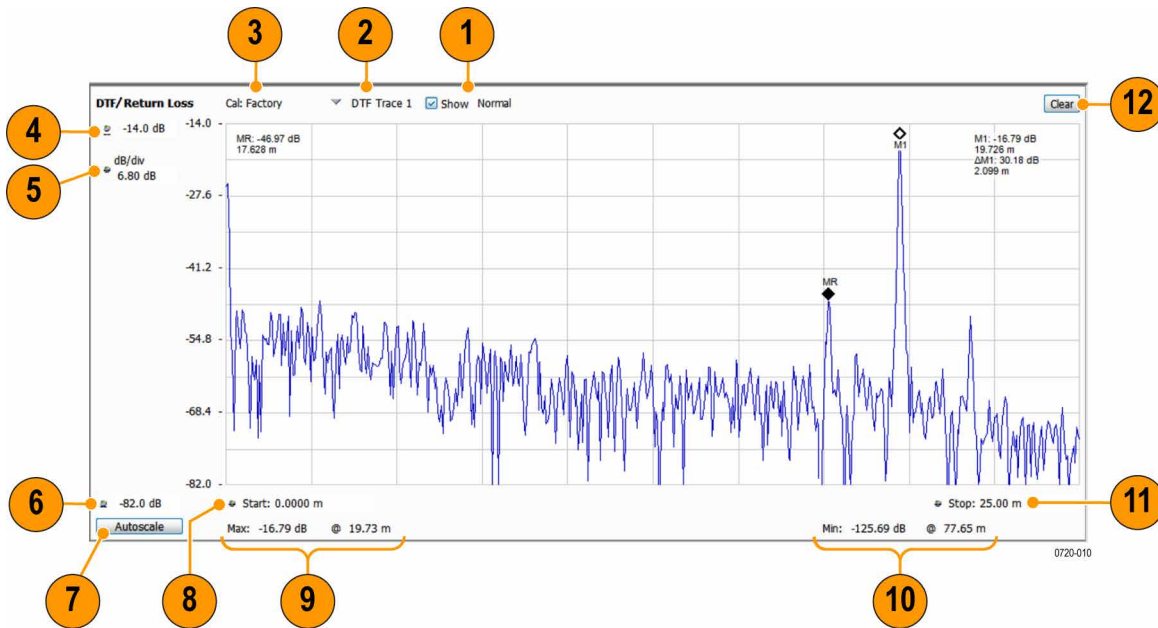 3
2
1
DTF/Return Loss
Cal: Factory
DTF Trace 1
Show
Normal
Clear
12
4
-14.0 dB
-14.0
MR: -46.97 dB
17.628 m
M1
M1: -16.79 dB
19.726 m
ΔM1: 30.18 dB
2.099 m
5
dB/div
6.80 dB
-27.6
-41.2
MR
-54.8
-68.4
-82.0
6
-82.0 dB
Start: 0.0000 m
Stop: 25.00 m
11
Autoscale
Max: -16.79 dB @ 19.73 m
Min: -125.69 dB @ 77.65 m
0720-010
7
8
9
10